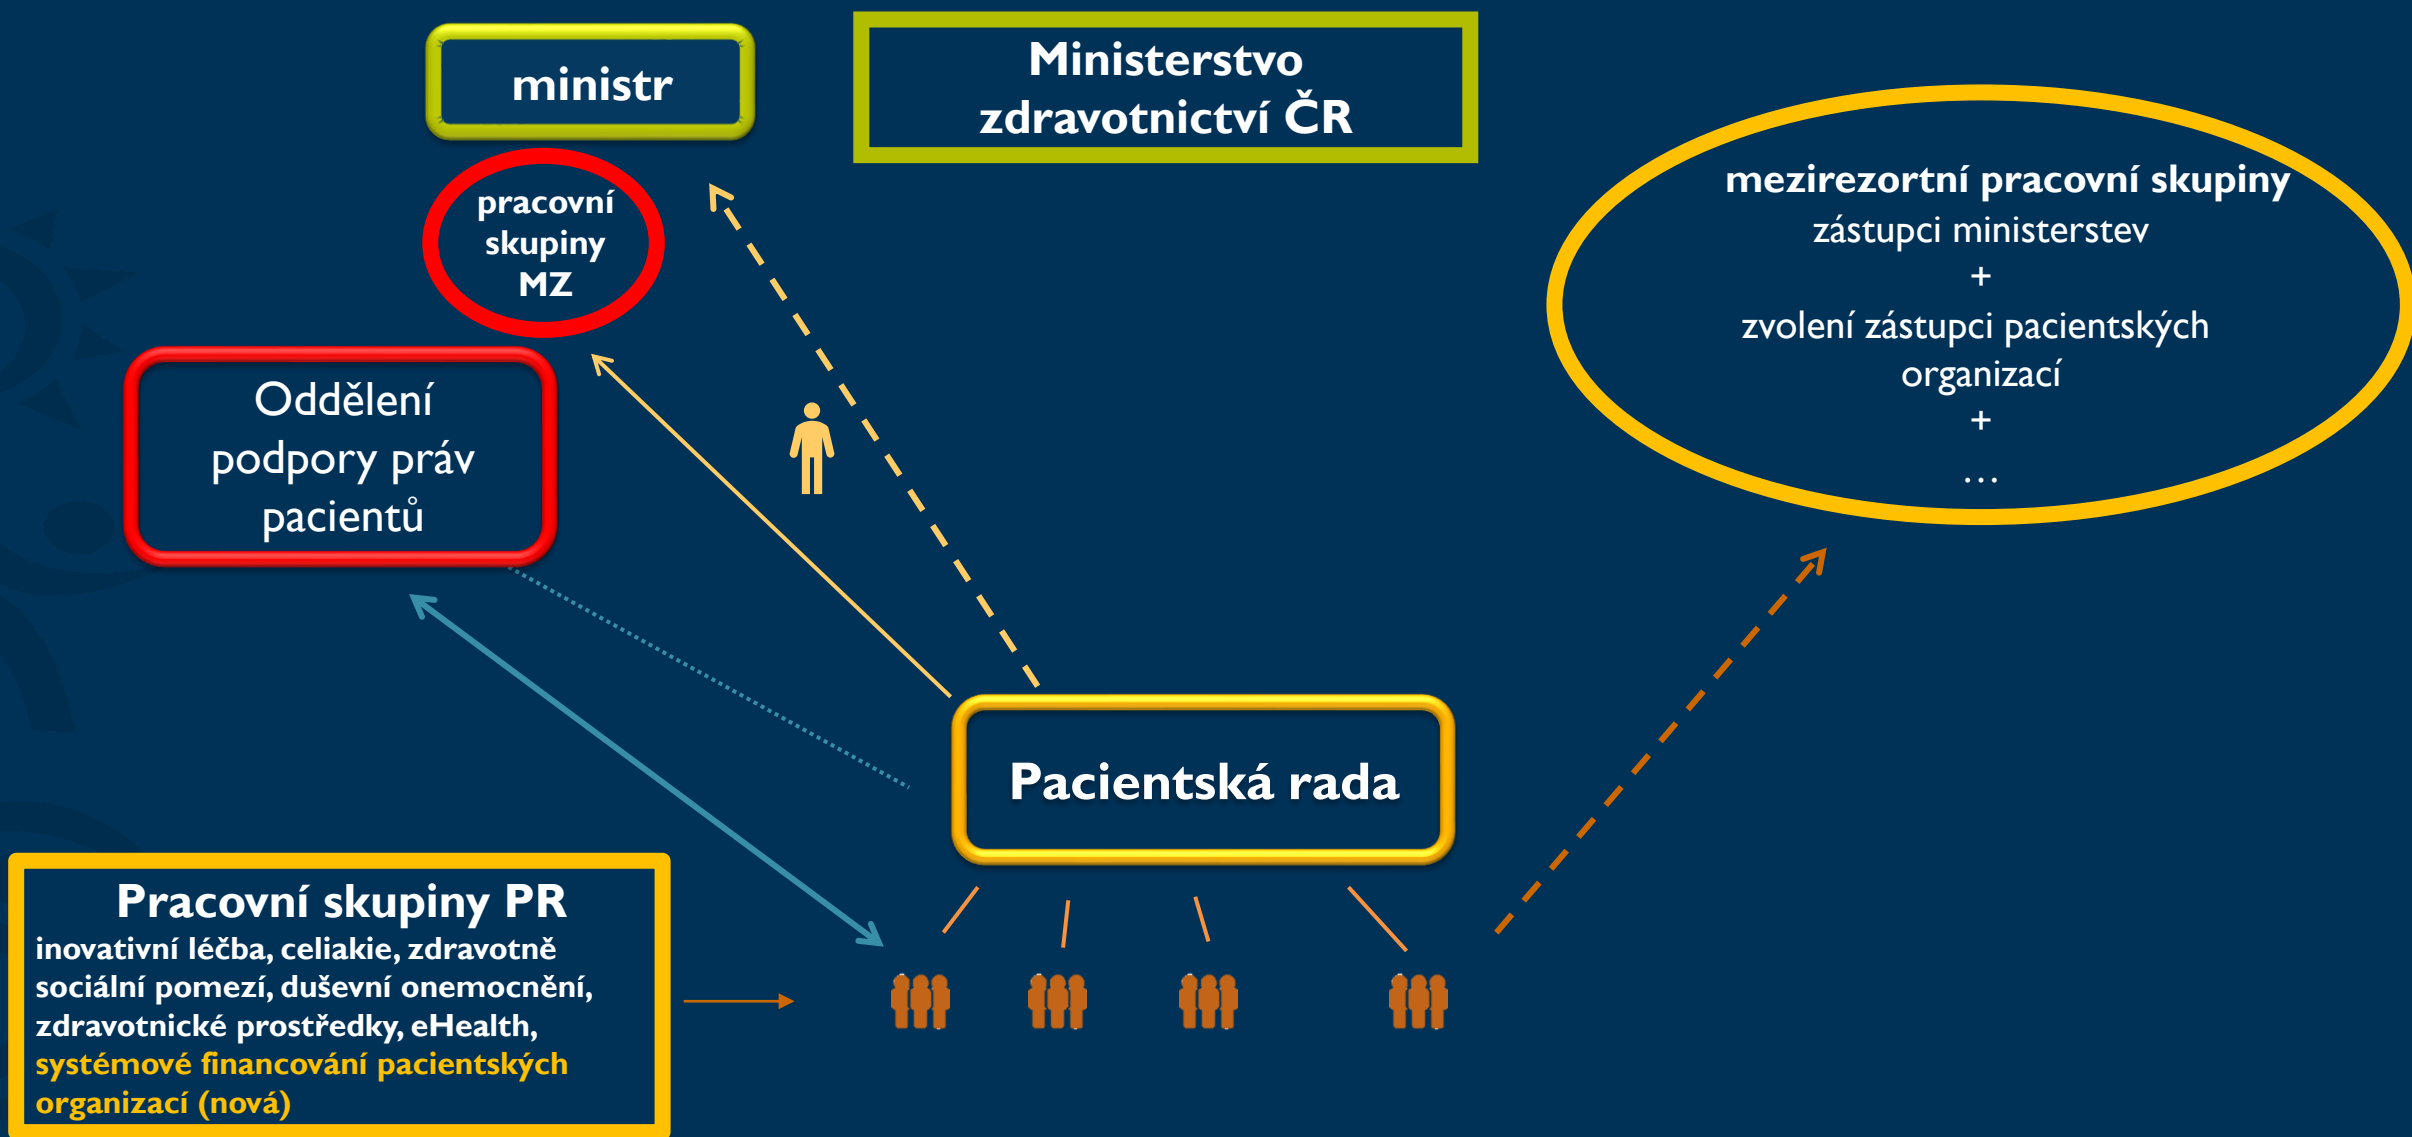 ministr
Ministerstvo
zdravotnictví ČR
pracovní
skupiny
MZ
mezirezortní pracovní skupiny
zástupci ministerstev
+
zvolení zástupci pacientských
organizací
+
...
Oddělení
podpory práv
pacientů
Pacientská rada
Pracovní skupiny PR
inovativní léčba, celiakie, zdravotně
sociální pomezí, duševní onemocnění,
zdravotnické prostředky, eHealth,
systémové financování pacientských
organizací (nová)